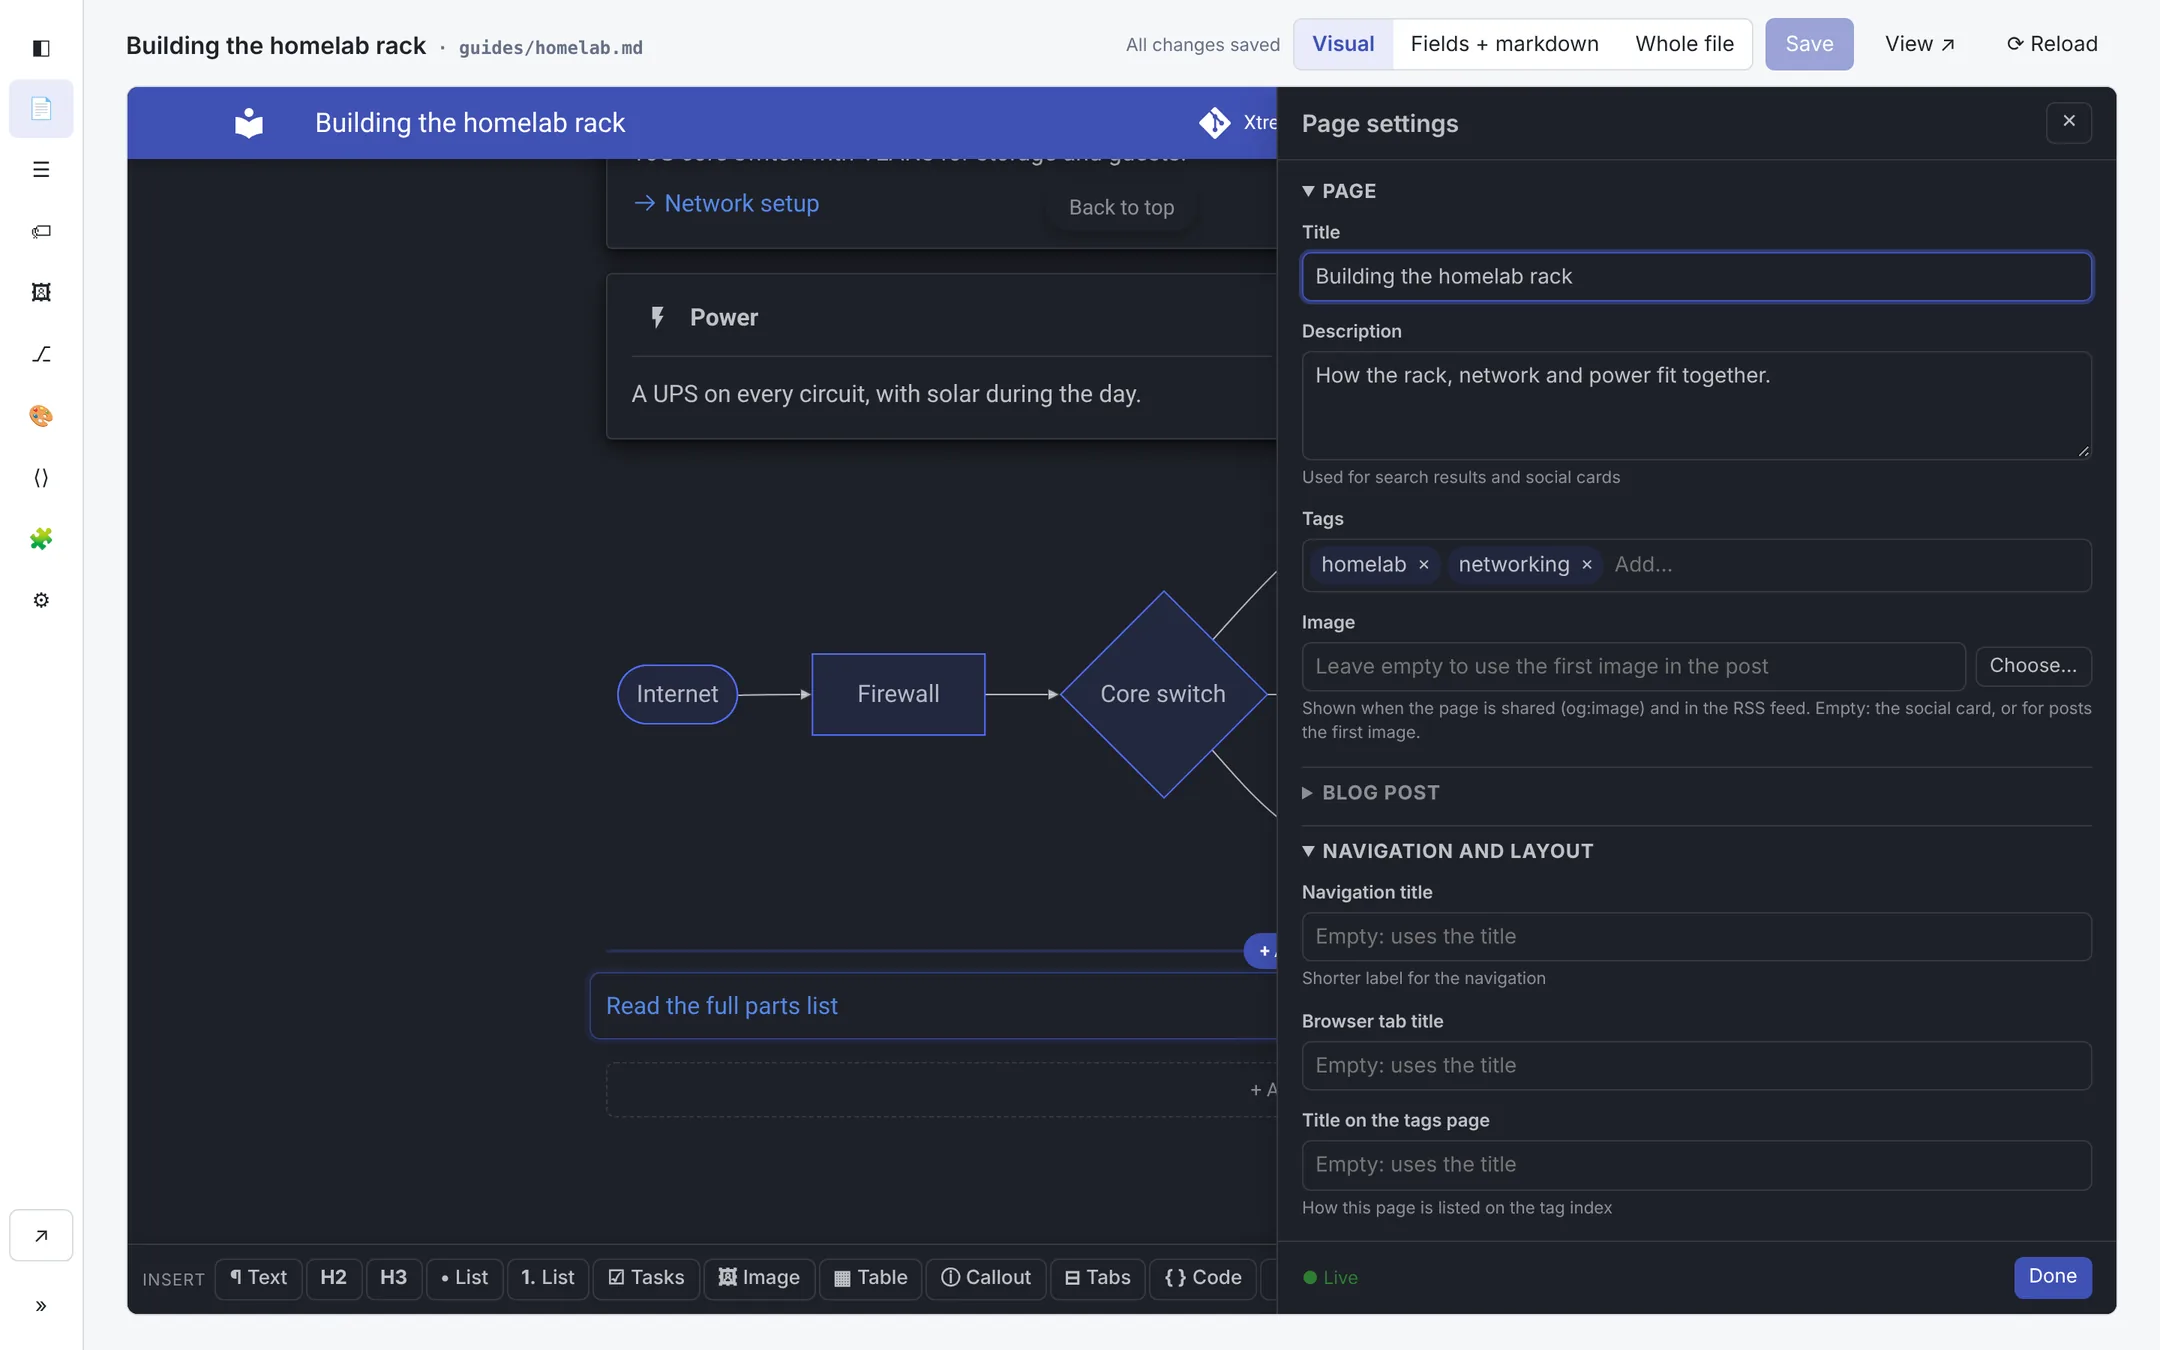 Building the homelab rack · guides/homelab.md
All changes saved
Visual
Fields + markdown
Whole file
Save
View ↗
⟳ Reload
Building the homelab rack
Xtre
→ Network setup
Back to top
Power
A UPS on every circuit, with solar during the day.
Internet
Firewall
Core switch
Read the full parts list
INSERT
¶ Text
H2
H3
• List
1. List
☑ Tasks
Image
Table
Callout
Tabs
{ } Code
Page settings
×
▼ PAGE
Title
Building the homelab rack
Description
How the rack, network and power fit together.
Used for search results and social cards
Tags
homelab × networking × Add...
Image
Leave empty to use the first image in the post
Choose...
Shown when the page is shared (og:image) and in the RSS feed. Empty: the social card, or for posts
the first image.
▶ BLOG POST
▼ NAVIGATION AND LAYOUT
Navigation title
Empty: uses the title
Shorter label for the navigation
Browser tab title
Empty: uses the title
Title on the tags page
Empty: uses the title
How this page is listed on the tag index
Live
Done